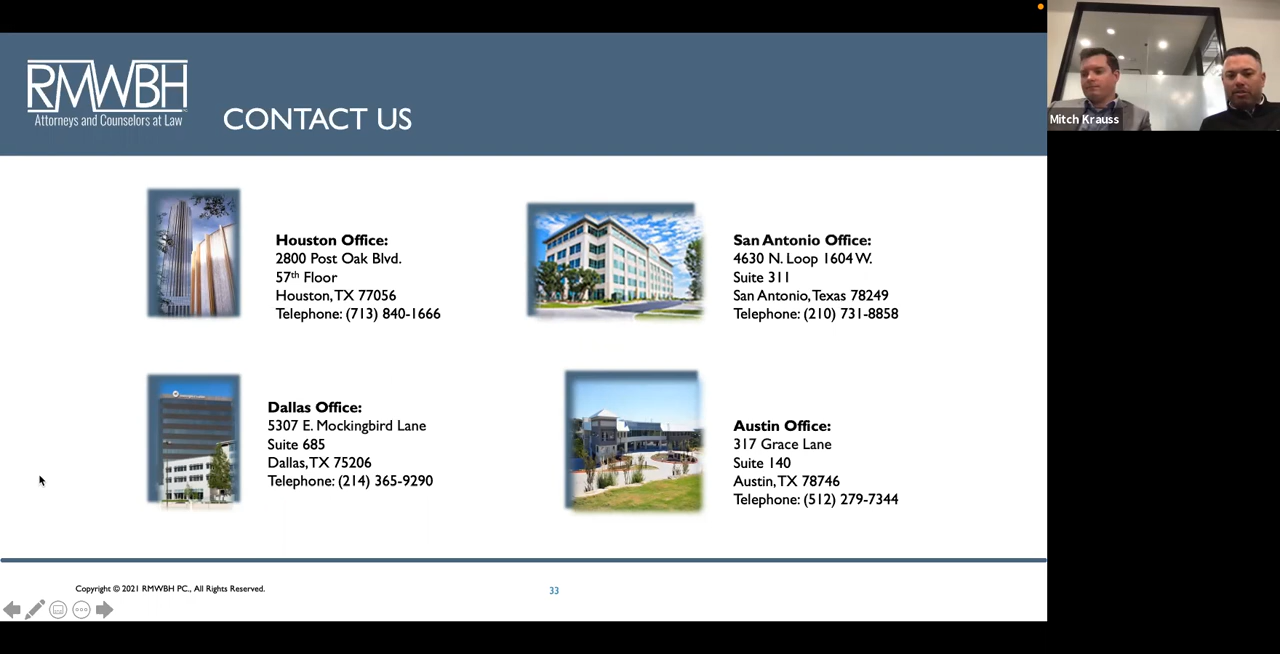 RMWBH
Attorneys and Counselors at Law
CONTACT US
Mitch Krauss
Houston Office:
2800 Post Oak Blvd.
57th Floor
Houston, TX 77056
Telephone: (713) 840-1666
San Antonio Office:
4630 N. Loop 1604 W.
Suite 311
San Antonio, Texas 78249
Telephone: (210) 731-8858
Dallas Office:
5307 E. Mockingbird Lane
Suite 685
Dallas, TX 75206
Telephone: (214) 365-9290
Austin Office:
317 Grace Lane
Suite 140
Austin, TX 78746
Telephone: (512) 279-7344
Copyright © 2021 RMWBH PC., All Rights Reserved.
33